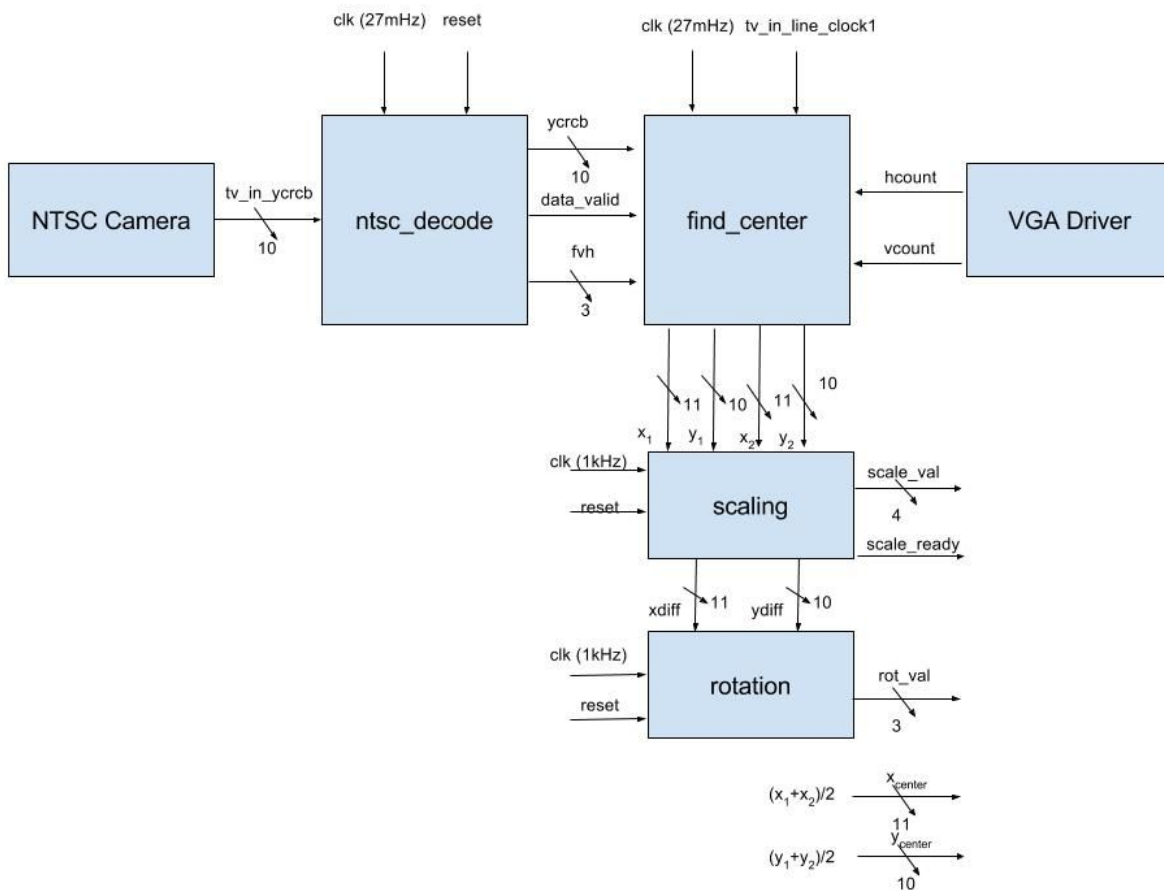 clk (27mHz) reset
clk (27mHz) tv_in_line_clock1
ycrcb
10
NTSC Camera
tv_in_ycrcb
10
ntsc_decode
data_valid
fvh
3
find_center
hcount
vcount
VGA Driver
11 10 11 10
x1 y1 x2 y2
clk (1kHz)
reset
scaling
scale_val
4
scale_ready
11 10
xdiff ydiff
clk (1kHz)
reset
rotation
rot_val
3
(x1+x2)/2
xcenter
11
(y1+y2)/2
ycenter
10